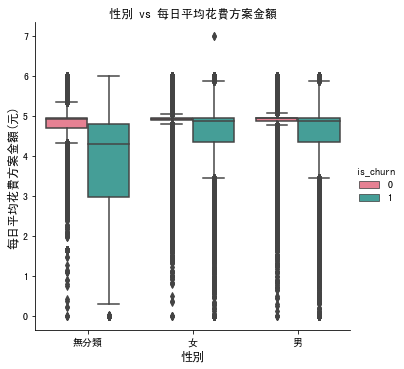 性別 vs 每日平均花費方案金額
每日平均花費方案金額(元)
7
6
5
4
3
2
1
0
無分類
女
男
性別
is_churn
0
1